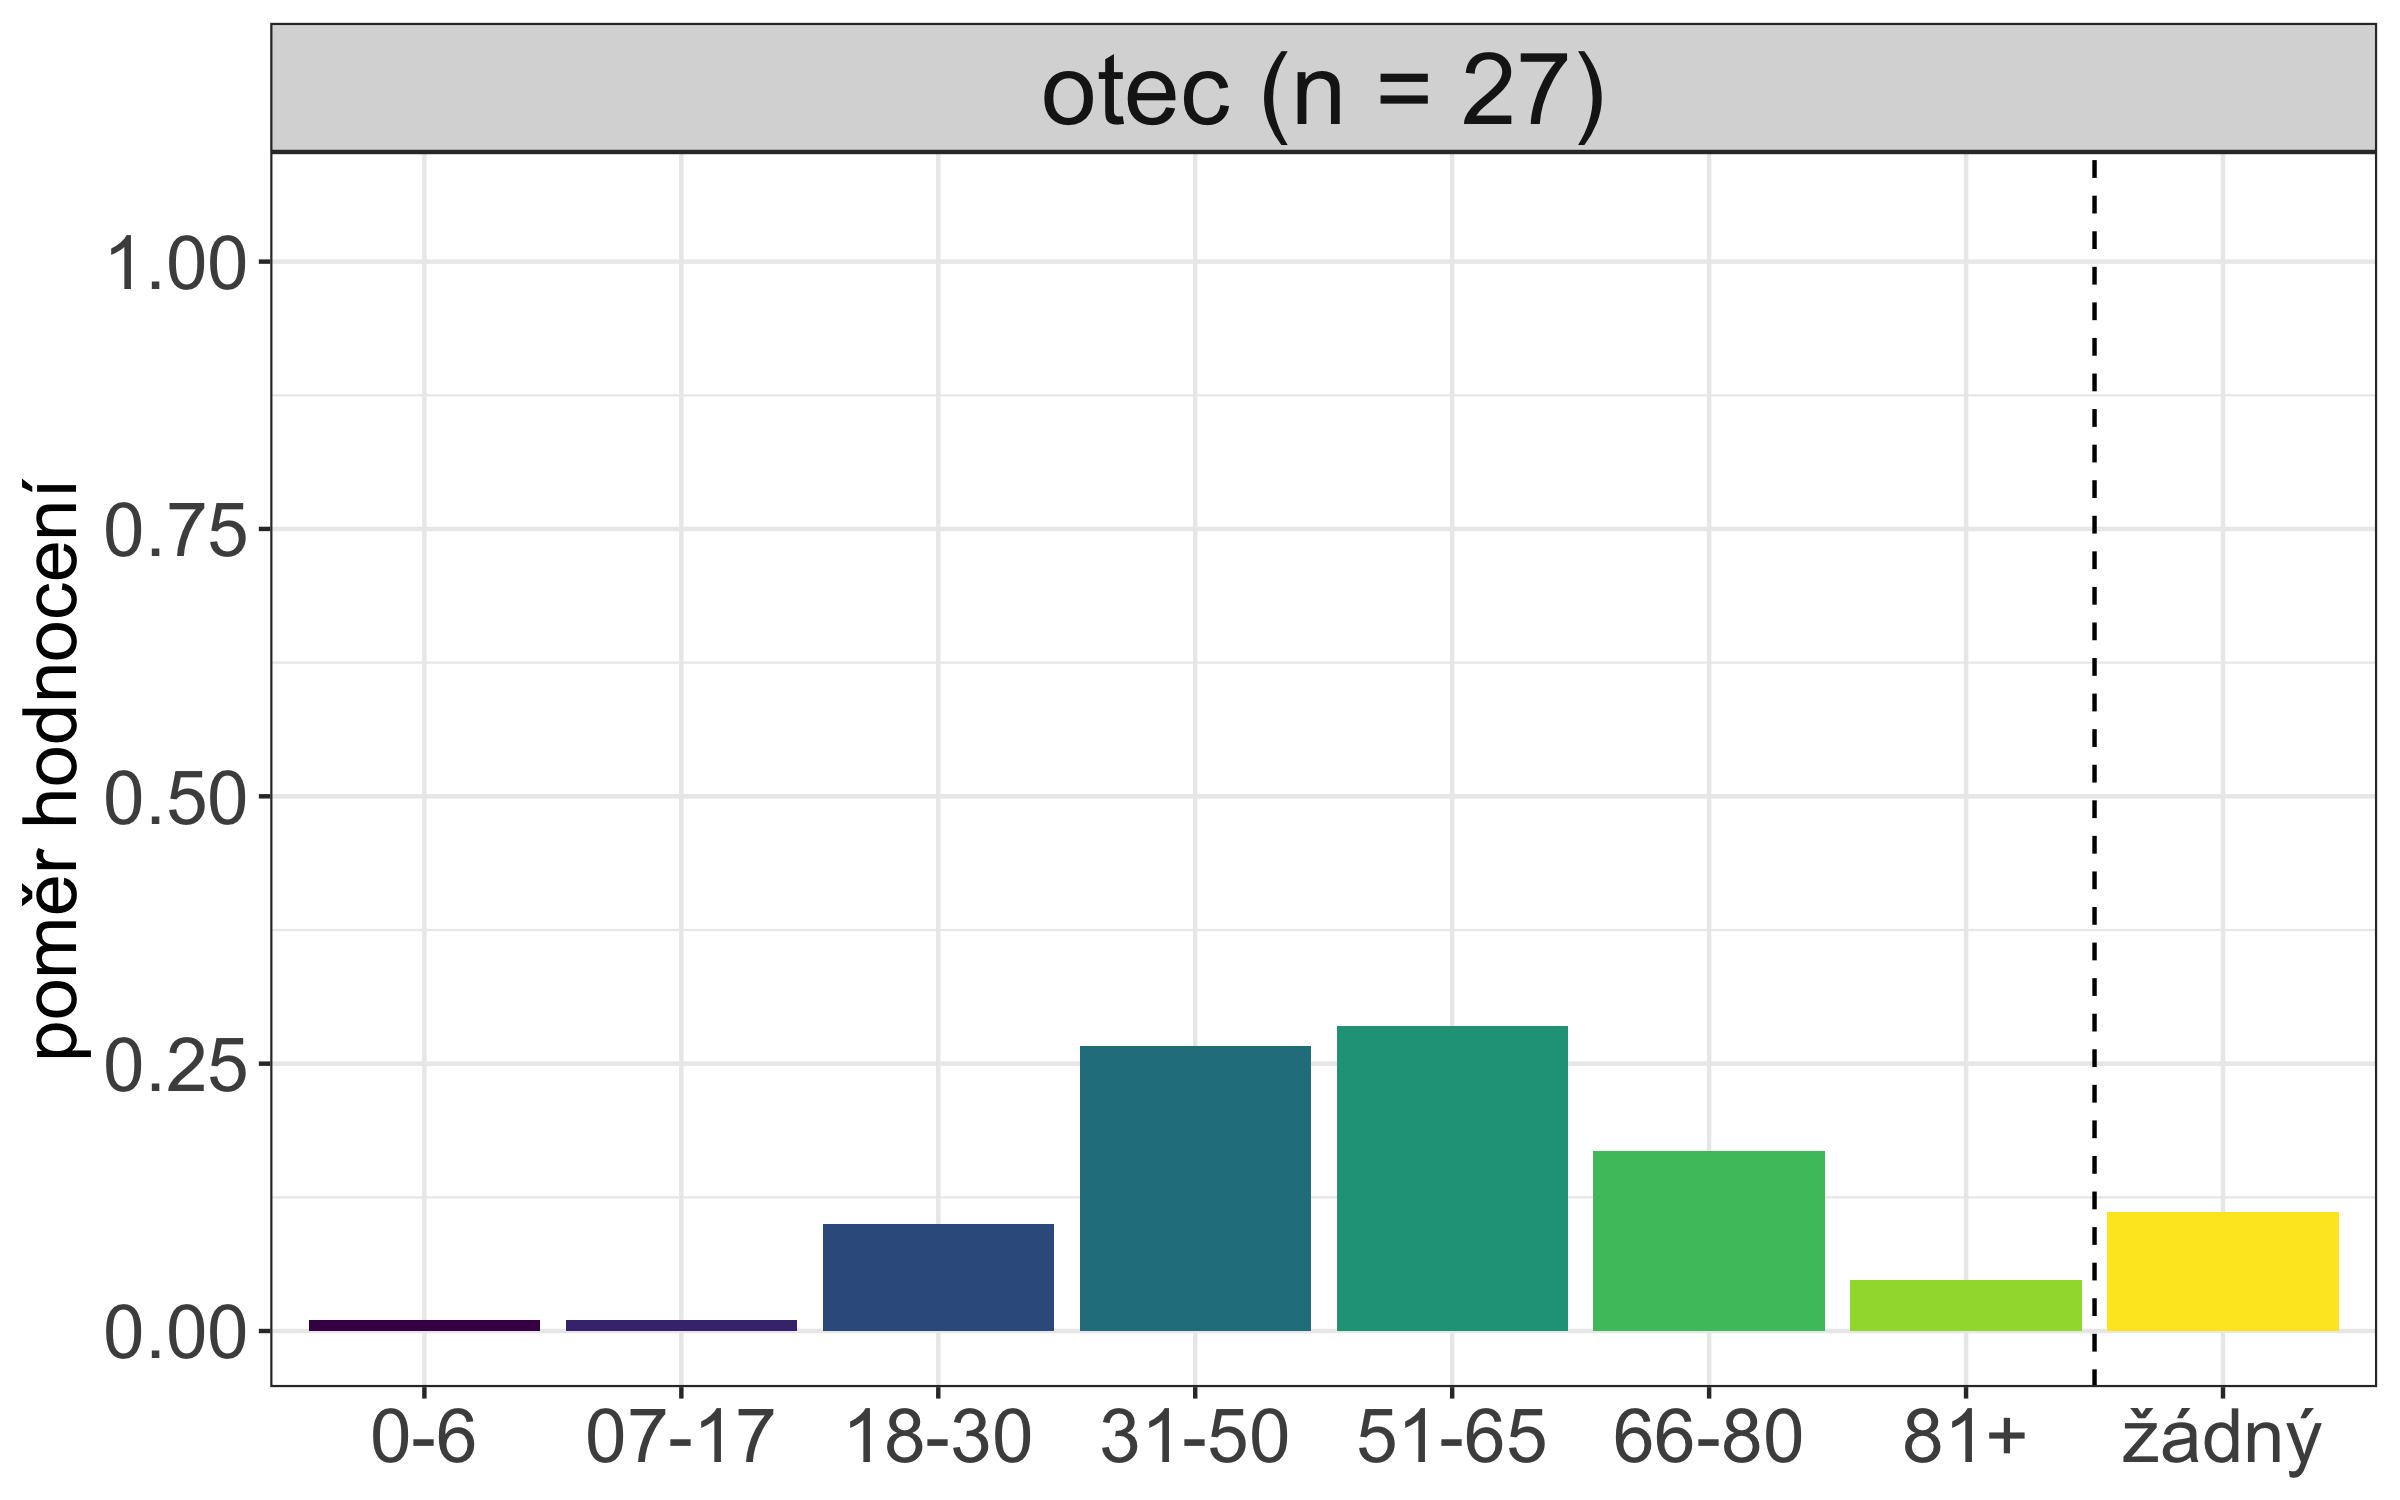 otec (n = 27)
poměr hodnocení
1.00
0.75
0.50
0.25
0.00
0-6 07-17 18-30 31-50 51-65 66-80 81+ žádný